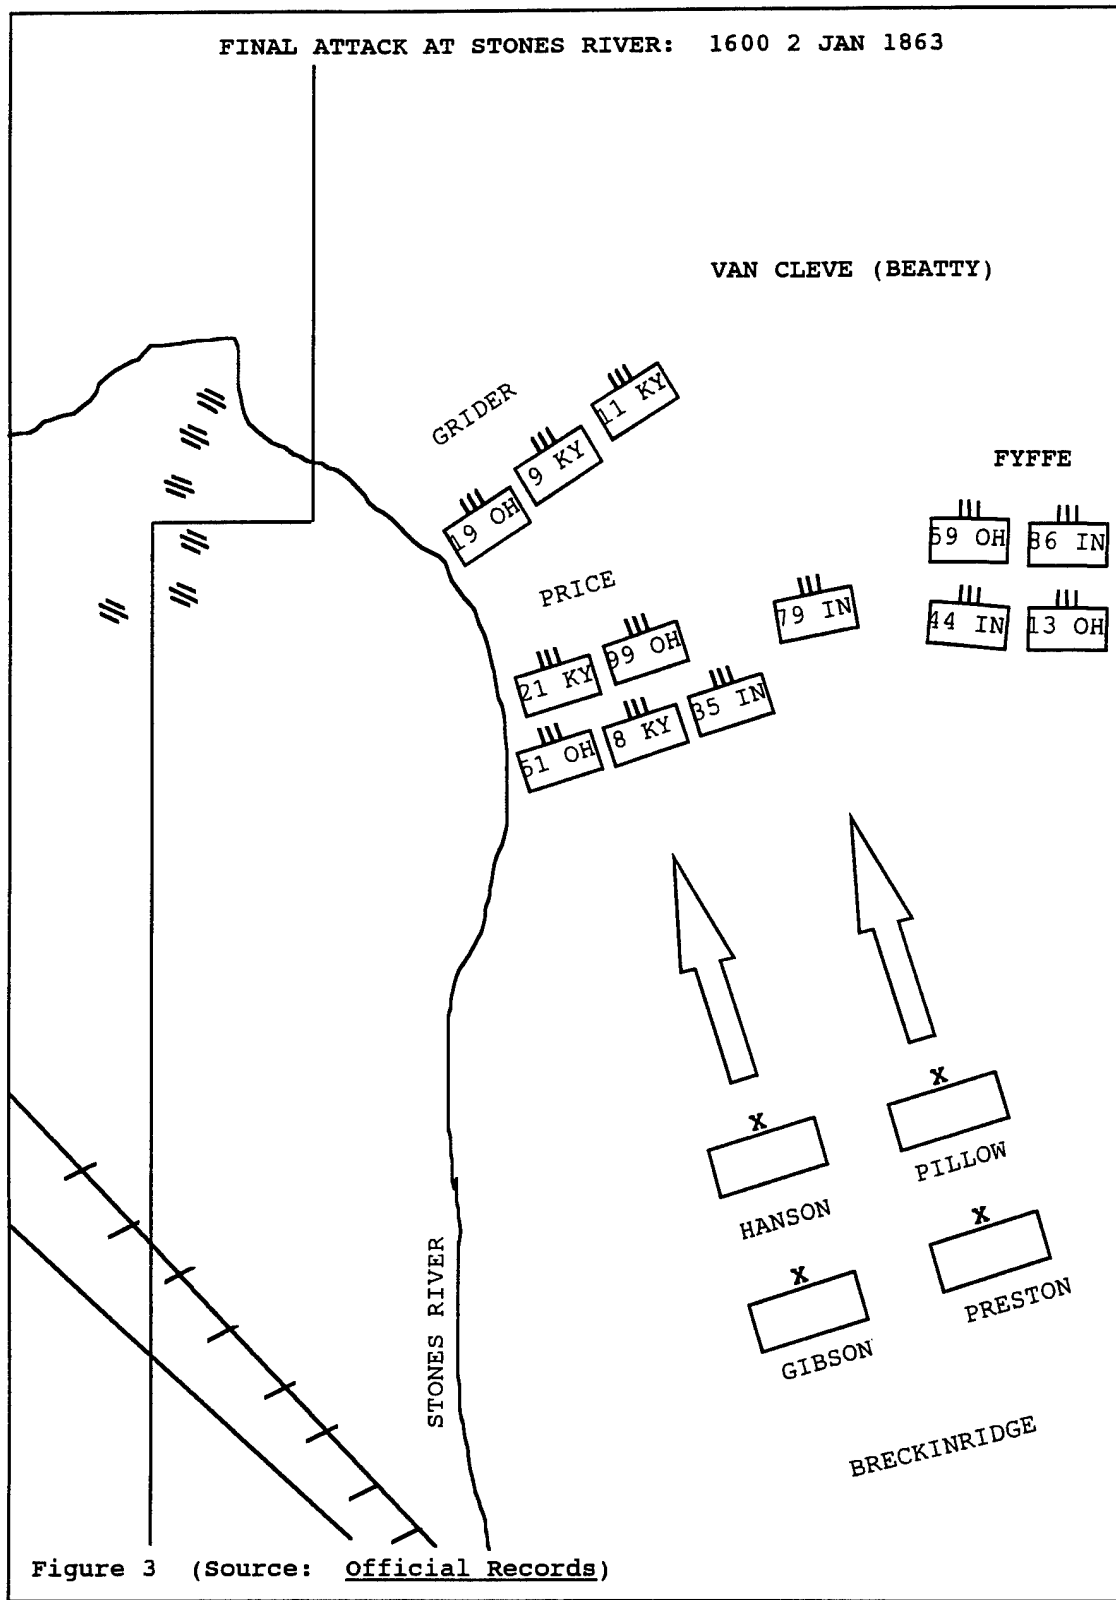 FINAL ATTACK AT STONES RIVER: 1600 2 JAN 1863
VAN CLEVE (BEATTY)
GRIDER
11 KY
9 KY
19 OH
FYFFE
59 OH
86 IN
44 IN
13 OH
PRICE
79 IN
99 OH
21 KY
35 IN
8 KY
51 OH
X
PILLOW
X
HANSON
X
PRESTON
X
GIBSON
STONES RIVER
BRECKINRIDGE
Figure 3 (Source: Official Records)